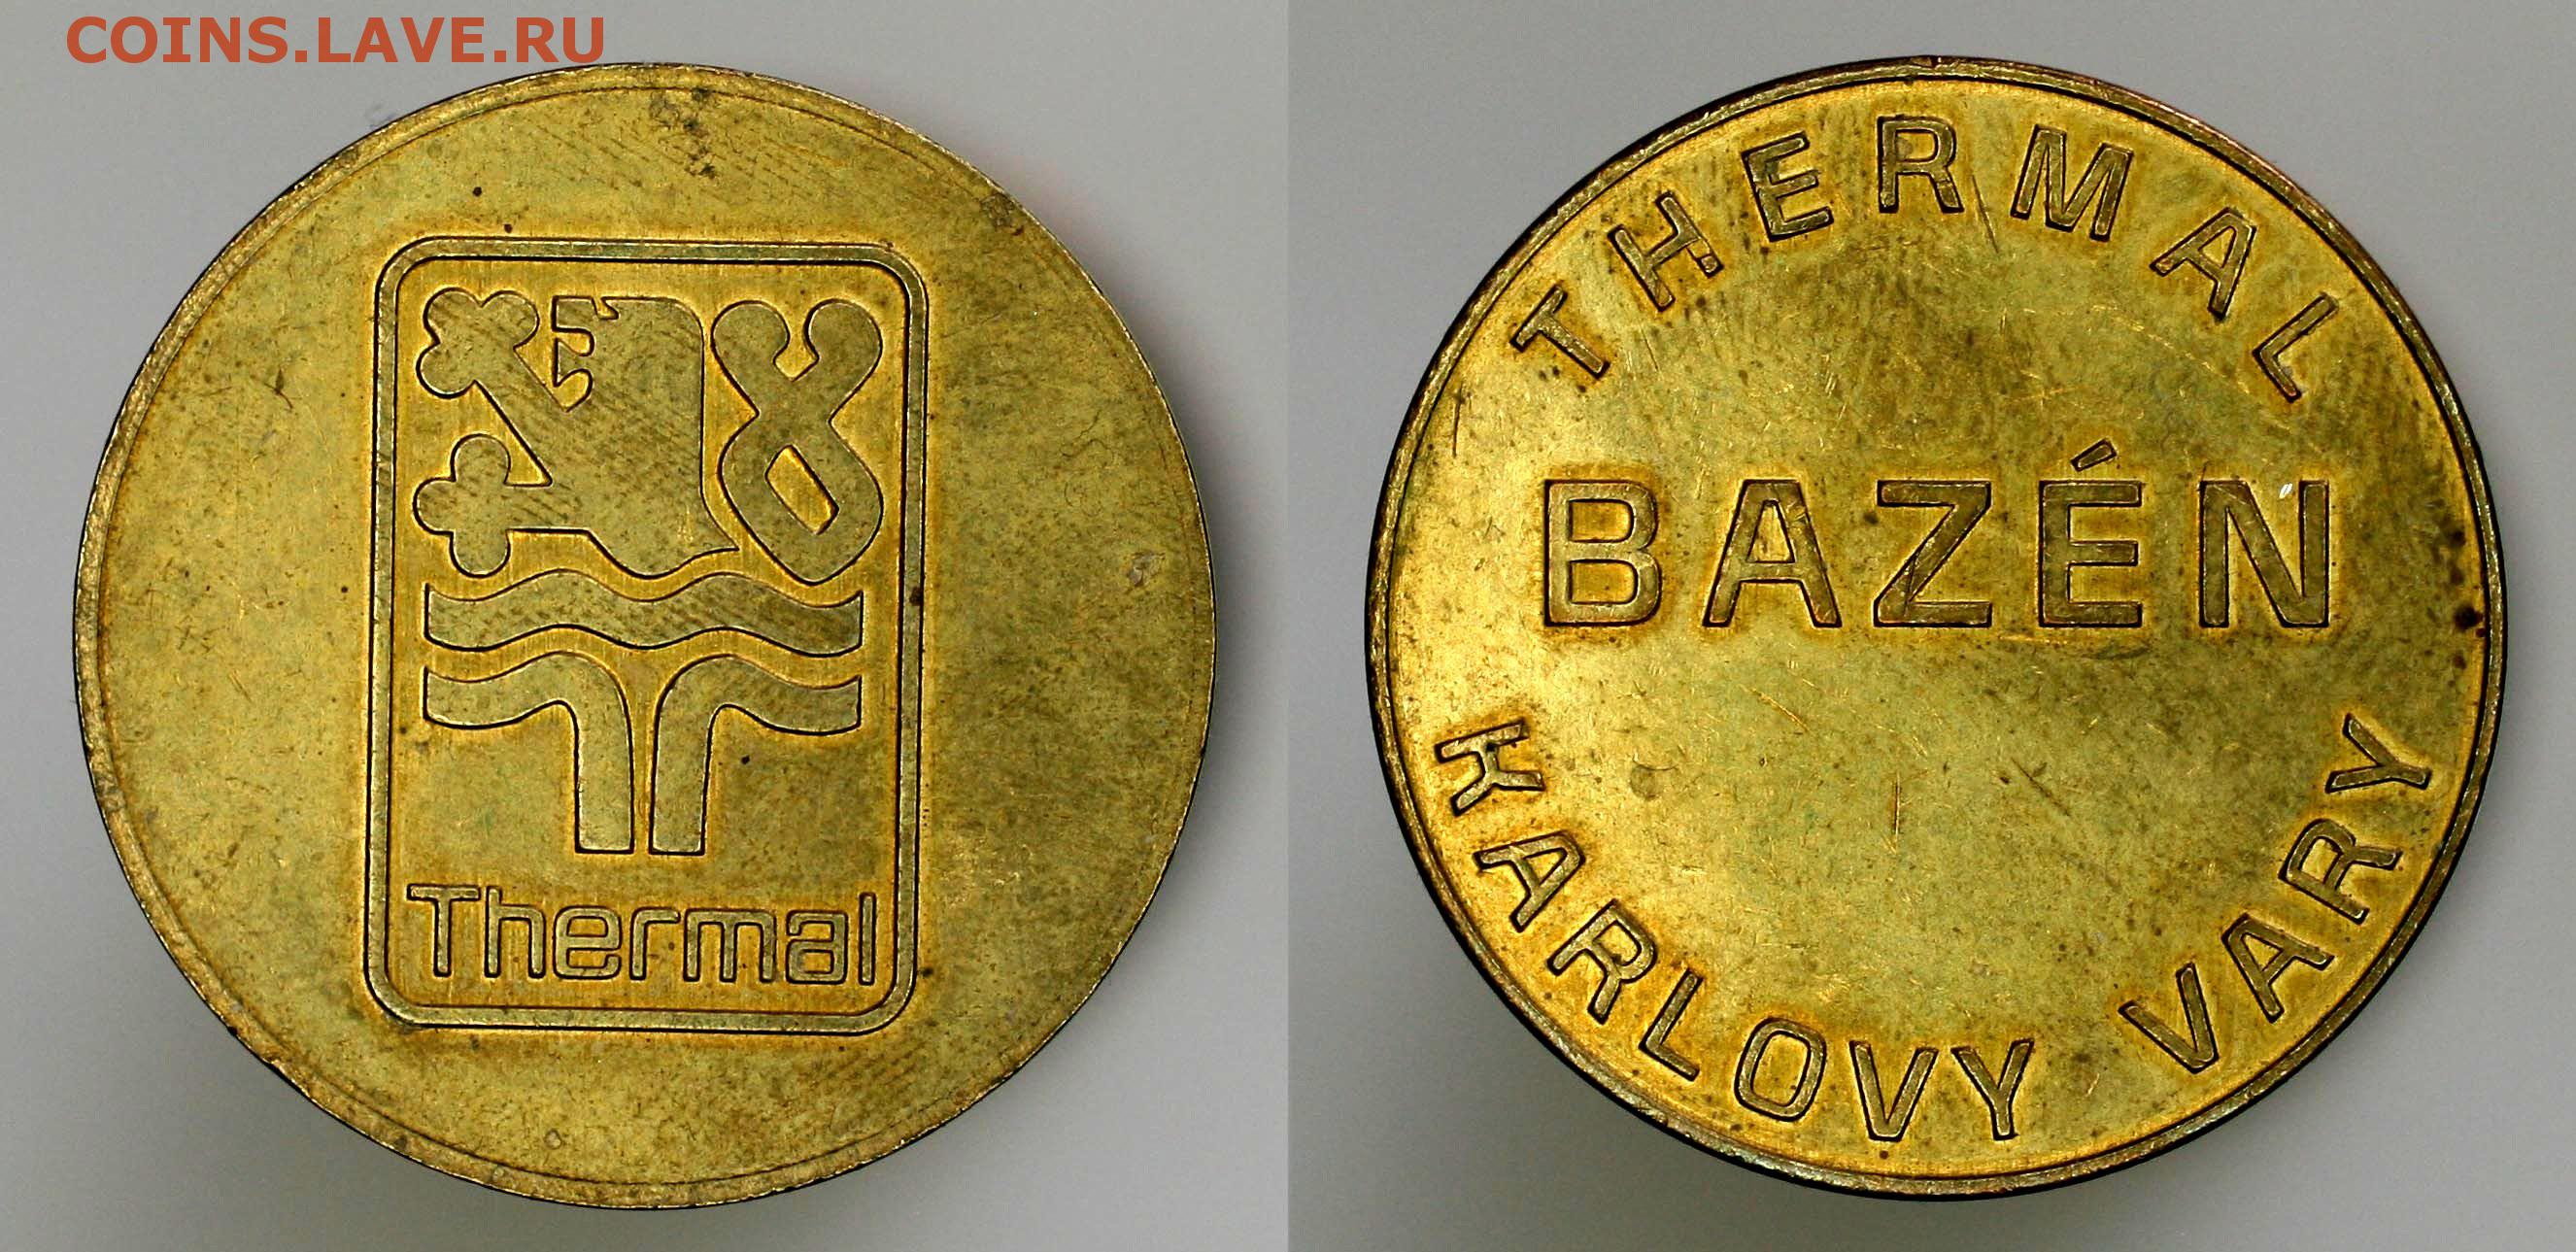 COINS.LAVE.RU
Thermal
THERMAL
BAZÉN
KARLOVY VARY